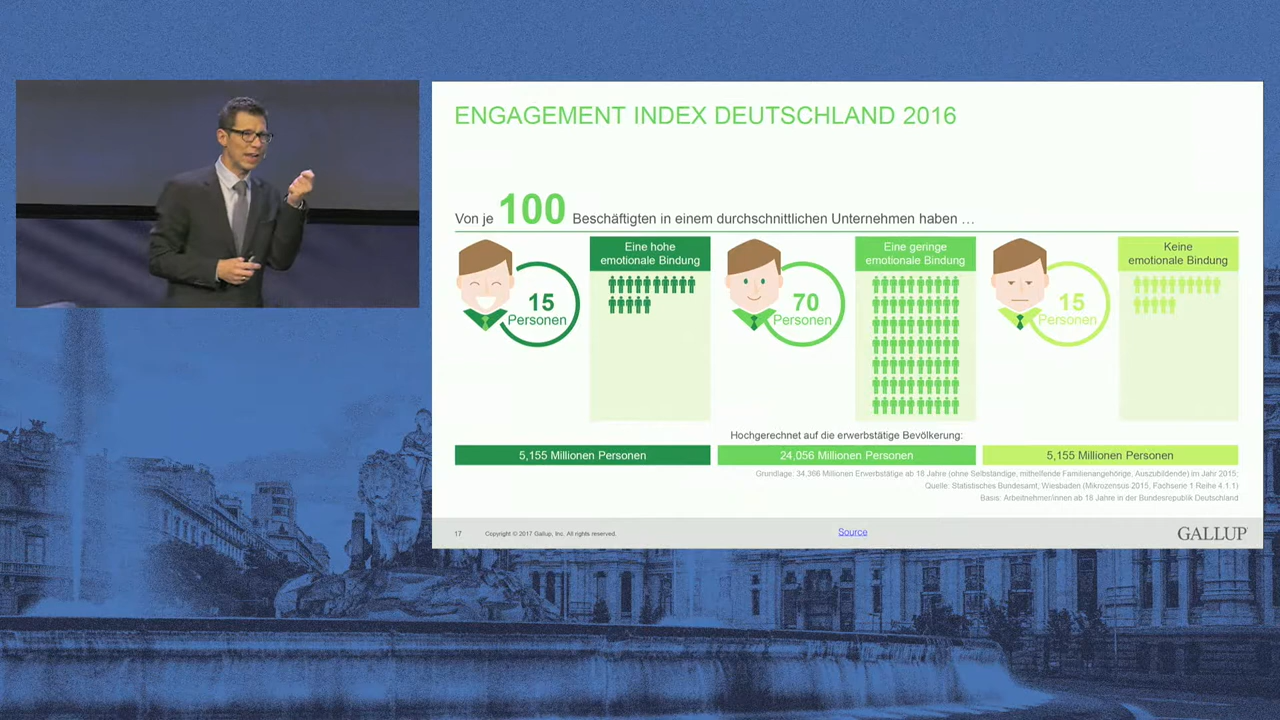 ENGAGEMENT INDEX DEUTSCHLAND 2016
Von je 100 Beschäftigten in einem durchschnittlichen Unternehmen haben …
Eine hohe
emotionale Bindung
15
Personen
Eine geringe
emotionale Bindung
70
Personen
Keine
emotionale Bindung
15
Personen
Hochgerechnet auf die erwerbstätige Bevölkerung:
5,155 Millionen Personen
24,056 Millionen Personen
5,155 Millionen Personen
Grundlage: 34,366 Millionen Erwerbstätige ab 18 Jahre (ohne Selbständige, mithelfende Familienangehörige, Auszubildende) im Jahr 2015;
Quelle: Statistisches Bundesamt, Wiesbaden (Mikrozensus 2015, Fachserie 1 Reihe 4.1.1)
Basis: Arbeitnehmer/innen ab 18 Jahre in der Bundesrepublik Deutschland
17
Copyright © 2017 Gallup, Inc. All rights reserved.
Source
GALLUP